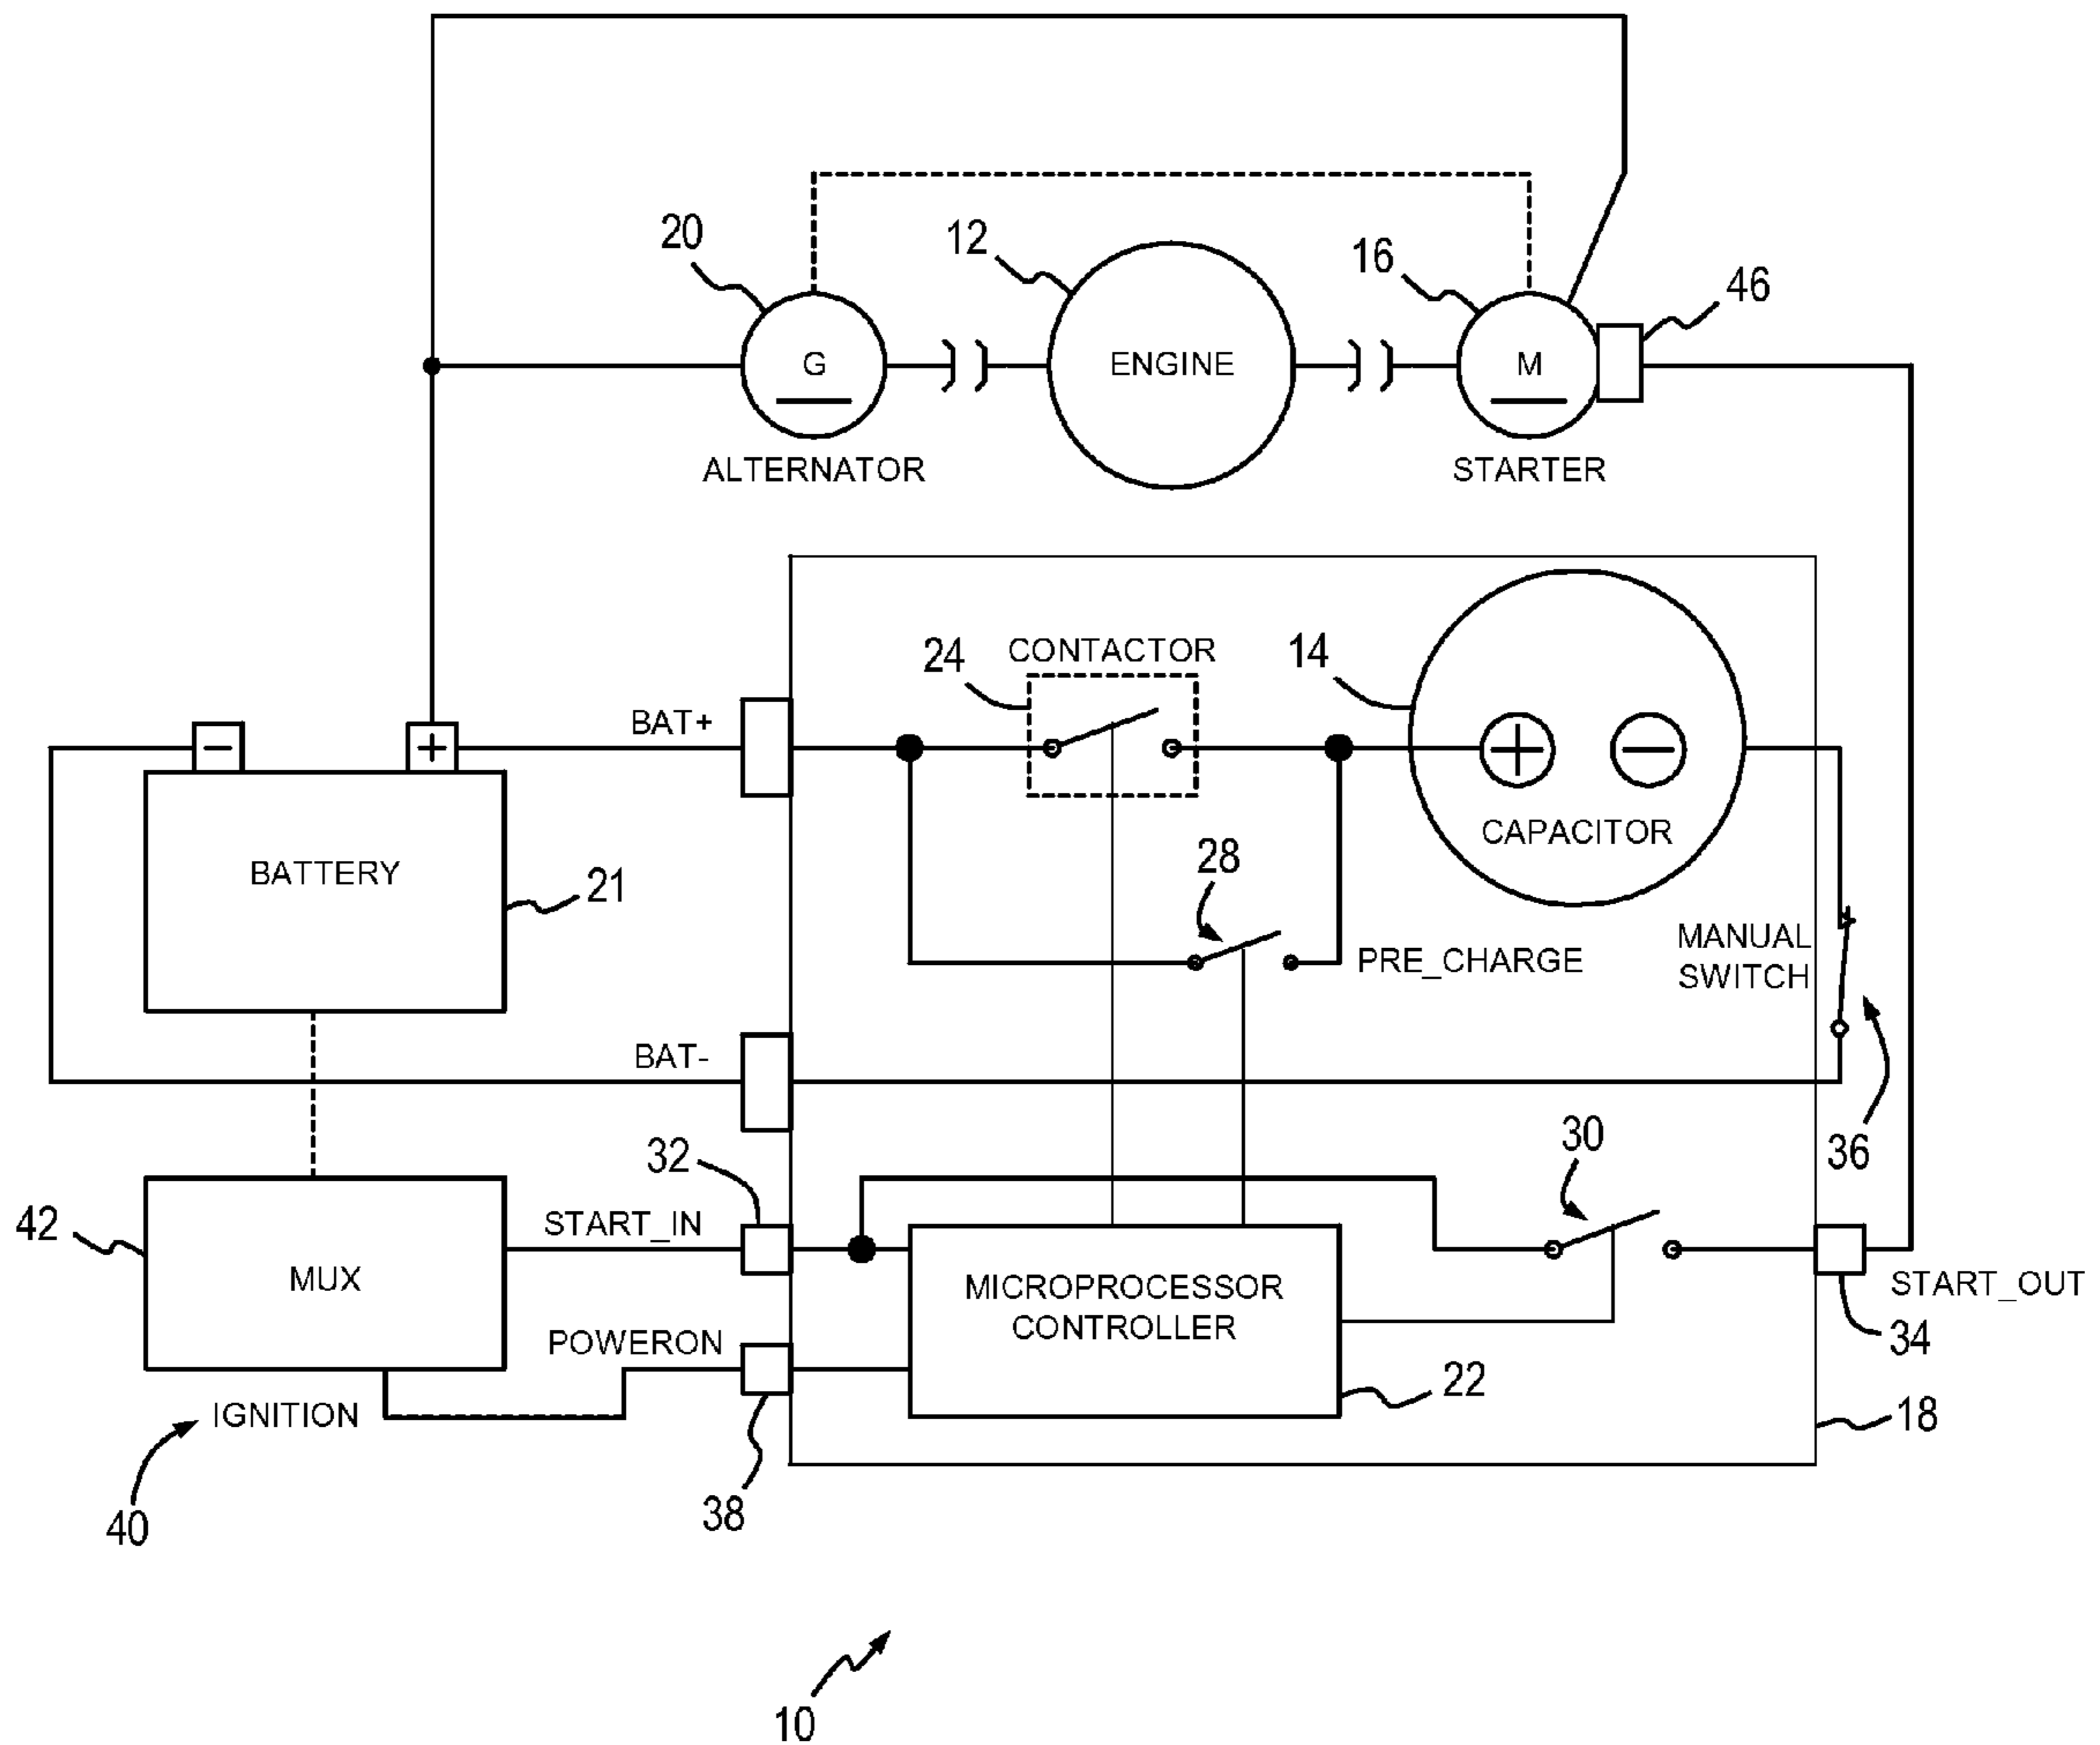 20
12
16
46
G
ENGINE
M
ALTERNATOR
STARTER
24
CONTACTOR
14
BAT+
−
+
+
−
CAPACITOR
BATTERY
21
28
PRE_CHARGE
MANUAL
SWITCH
BAT-
36
30
32
START_IN
42
MUX
MICROPROCESSOR
CONTROLLER
START_OUT
34
POWERON
22
IGNITION
18
40
38
10